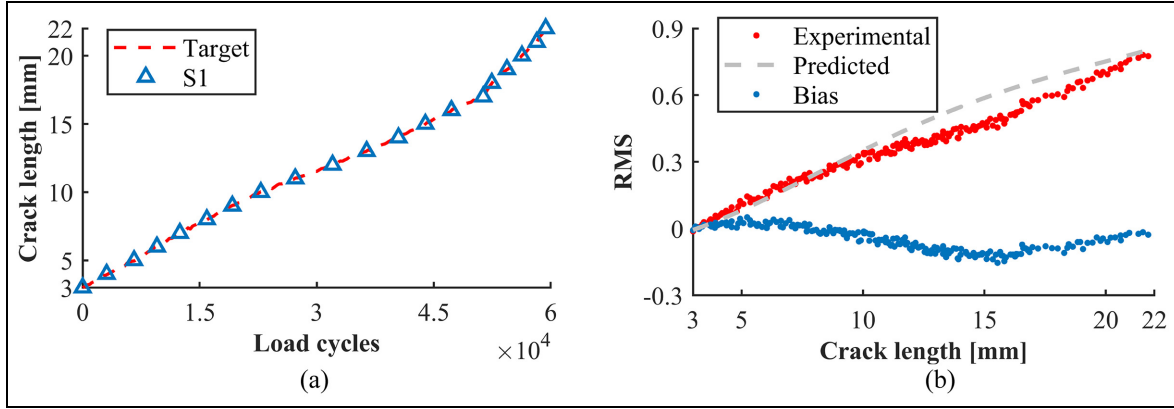 22
20
15
10
5
3
Crack length [mm]
Target
S1
0
1.5
3
4.5
6
×10⁴
Load cycles
(a)
0.9
0.6
0.3
0
-0.3
RMS
Experimental
Predicted
Bias
3
5
10
15
20
22
Crack length [mm]
(b)